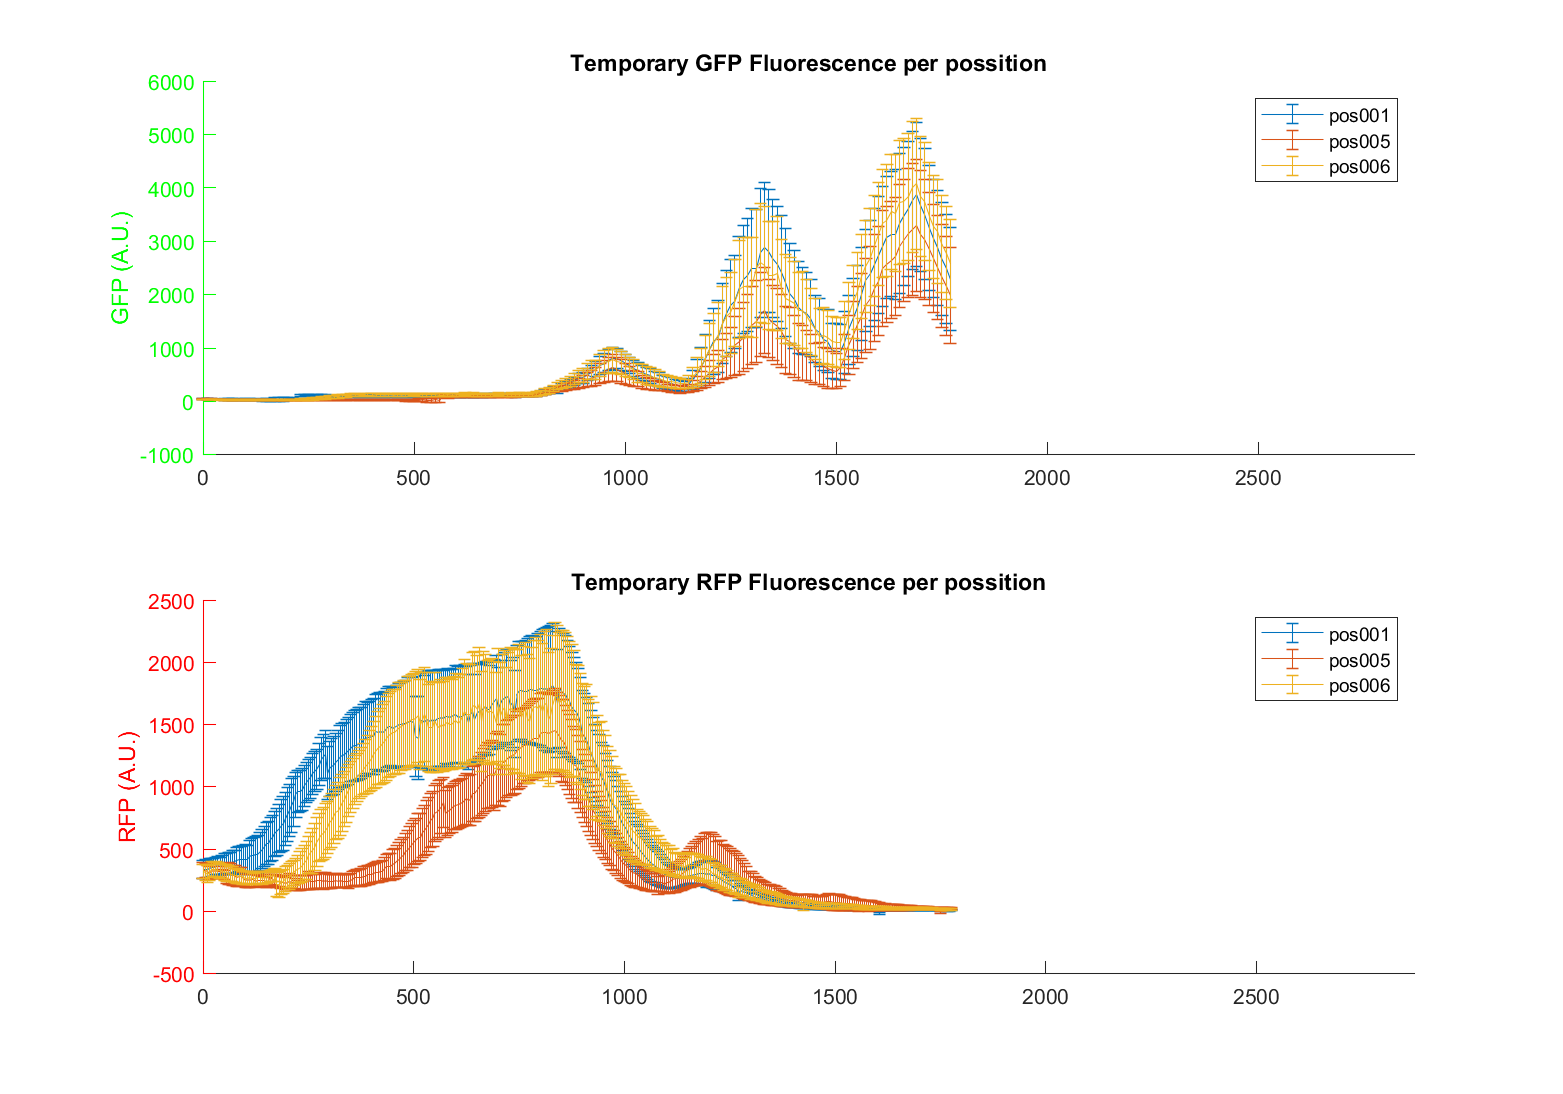 Temporary GFP Fluorescence per possition
6000
5000
4000
3000
2000
1000
0
-1000
GFP (A.U.)
0 500 1000 1500 2000 2500
pos001
pos005
pos006
Temporary RFP Fluorescence per possition
2500
2000
1500
1000
500
0
-500
RFP (A.U.)
0 500 1000 1500 2000 2500
pos001
pos005
pos006